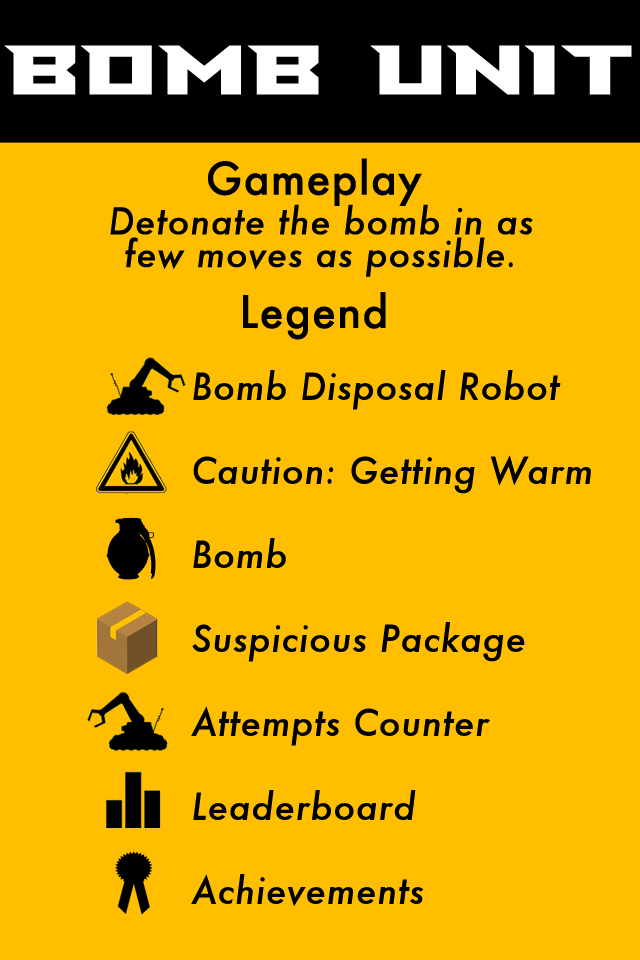 BOMB UNIT
Gameplay
Detonate the bomb in as
few moves as possible.
Legend
Bomb Disposal Robot
Caution: Getting Warm
Bomb
Suspicious Package
Attempts Counter
Leaderboard
Achievements